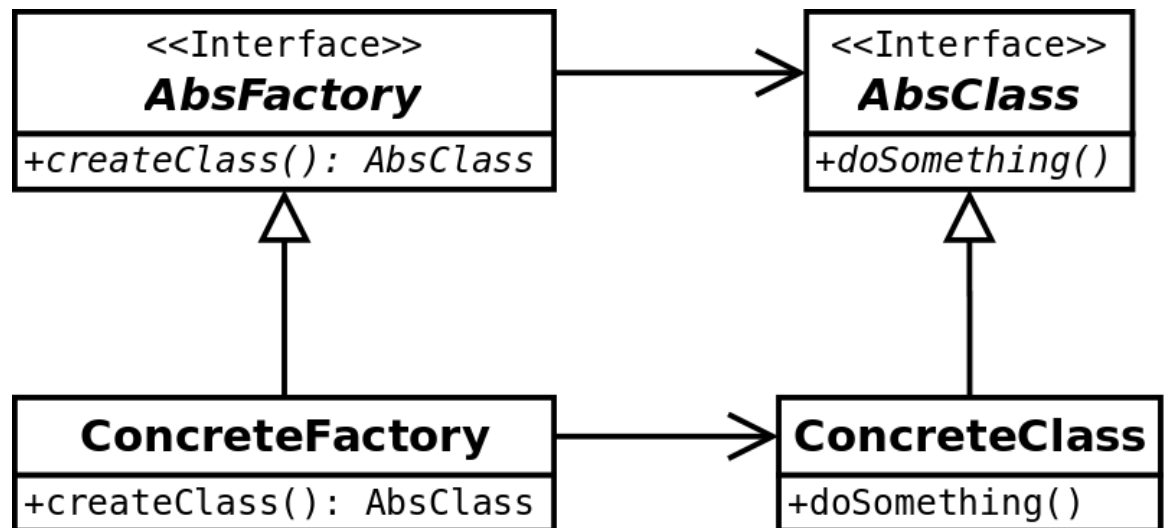 <<Interface>>
AbsFactory
+createClass(): AbsClass
<<Interface>>
AbsClass
+doSomething()
ConcreteFactory
+createClass(): AbsClass
ConcreteClass
+doSomething()